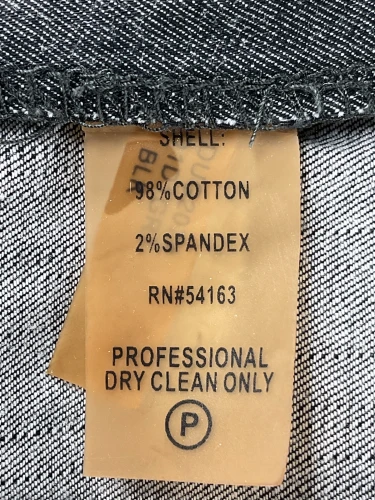 SHELL:
98%COTTON
2%SPANDEX
RN#54163
PROFESSIONAL
DRY CLEAN ONLY
P